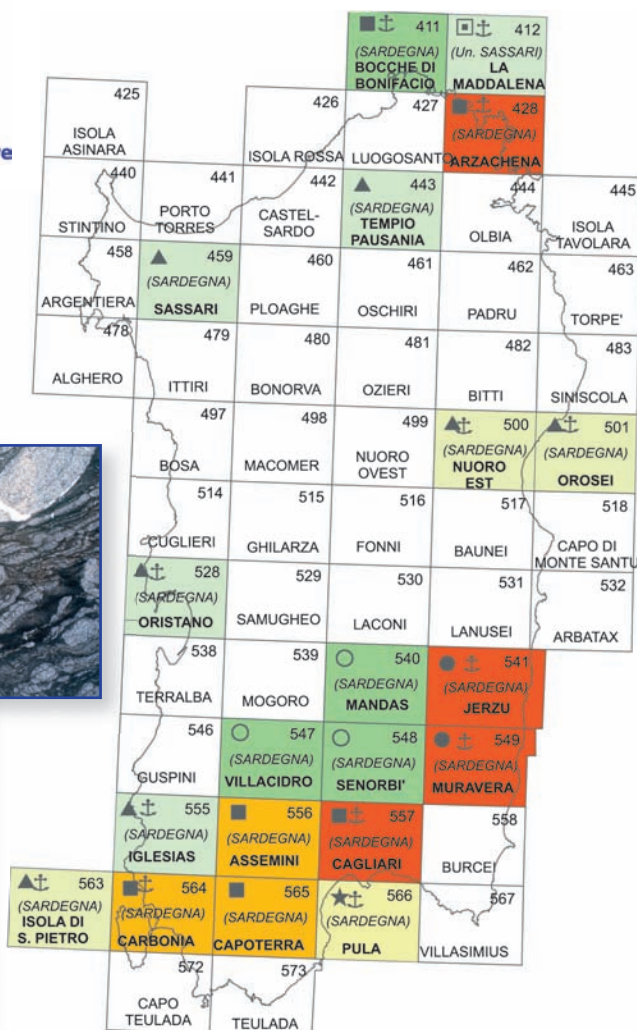 411
(SARDEGNA)
BOCCHE DI
BONIFACIO
412
(Un. SASSARI)
LA
MADDALENA
425
ISOLA
ASINARA
426
ISOLA ROSSA
427
LUOGOSANTO
428
(SARDEGNA)
ARZACHENA
440
STINTINO
441
PORTO
TORRES
442
CASTEL-
SARDO
443
(SARDEGNA)
TEMPIO
PAUSANIA
444
OLBIA
445
ISOLA
TAVOLARA
458
ARGENTIERA
459
(SARDEGNA)
SASSARI
460
PLOAGHE
461
OSCHIRI
462
PADRU
463
TORPE'
478
ALGHERO
479
ITTIRI
480
BONORVA
481
OZIERI
482
BITTI
483
SINISCOLA
497
BOSA
498
MACOMER
499
NUORO
OVEST
500
(SARDEGNA)
NUORO
EST
501
(SARDEGNA)
OROSEI
514
CUGLIERI
515
GHILARZA
516
FONNI
517
BAUNEI
518
CAPO DI
MONTE SANTU
528
(SARDEGNA)
ORISTANO
529
SAMUGHEO
530
LACONI
531
LANUSEI
532
ARBATAX
538
TERRALBA
539
MOGORO
540
(SARDEGNA)
MANDAS
541
(SARDEGNA)
JERZU
546
GUSPINI
547
(SARDEGNA)
VILLACIDRO
548
(SARDEGNA)
SENORBI'
549
(SARDEGNA)
MURAVERA
555
(SARDEGNA)
IGLESIAS
556
(SARDEGNA)
ASSEMINI
557
(SARDEGNA)
CAGLIARI
558
BURCEI
563
(SARDEGNA)
ISOLA DI
S. PIETRO
564
(SARDEGNA)
CARBONIA
565
(SARDEGNA)
CAPOTERRA
566
(SARDEGNA)
PULA
567
VILLASIMIUS
572
CAPO
TEULADA
573
TEULADA